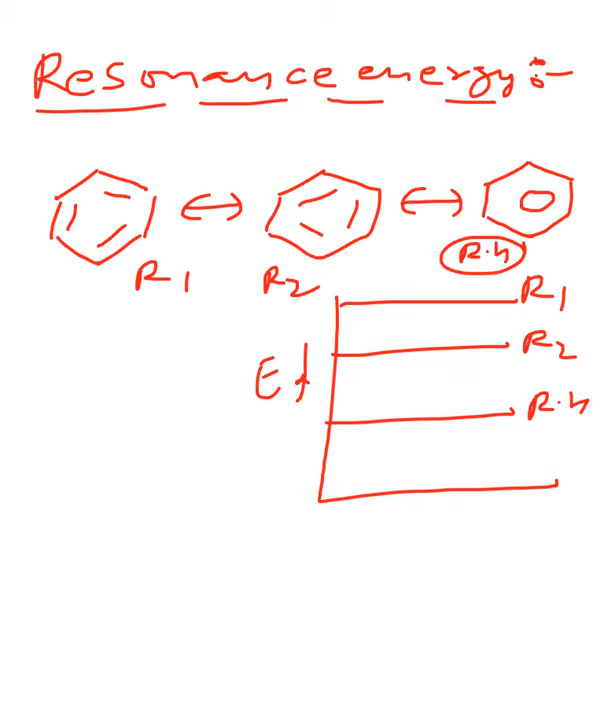 Resonance energy :-
R1 R2 R.h
R1
R2
E↑
R.h